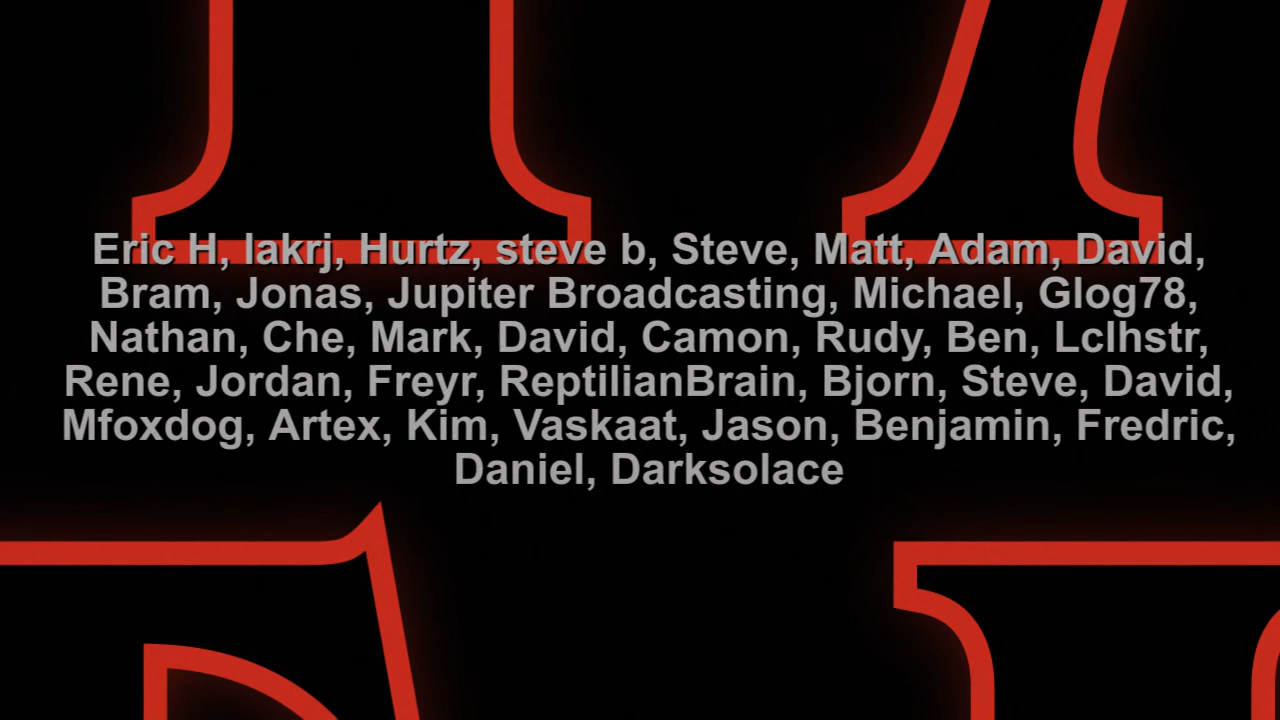 Eric H, lakrj, Hurtz, steve b, Steve, Matt, Adam, David,
Bram, Jonas, Jupiter Broadcasting, Michael, Glog78,
Nathan, Che, Mark, David, Camon, Rudy, Ben, Lclhstr,
Rene, Jordan, Freyr, ReptilianBrain, Bjorn, Steve, David,
Mfoxdog, Artex, Kim, Vaskaat, Jason, Benjamin, Fredric,
Daniel, Darksolace